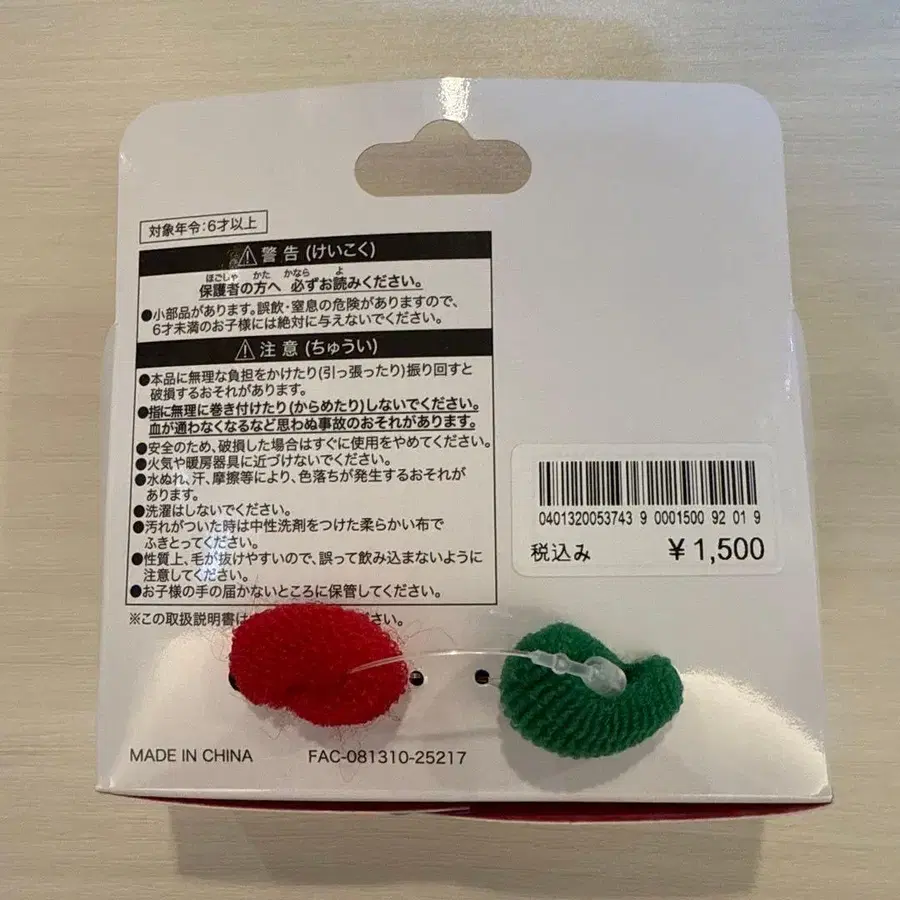 対象年令:6才以上
⚠警告(けいこく)
ほごしゃ かた かなら よ
保護者の方へ 必ずお読みください。
●小部品があります。誤飲・窒息の危険がありますので、
6才未満のお子様には絶対に与えないでください。
⚠注意(ちゅうい)
●本品に無理な負担をかけたり(引っ張ったり)振り回すと
破損するおそれがあります。
●指に無理に巻き付けたり(からめたり)しないでください。
血が通わなくなるなど思わぬ事故のおそれがあります。
●安全のため、破損した場合はすぐに使用をやめてください。
●火気や暖房器具に近づけないでください。
●水ぬれ、汗、摩擦等により、色落ちが発生するおそれが
あります。
●洗濯はしないでください。
●汚れがついた時は中性洗剤をつけた柔らかい布で
ふきとってください。
●性質上、毛が抜けやすいので、誤って飲み込まないように
注意してください。
●お子様の手の届かないところに保管してください。
※この取扱説明書は さい。
0401320053743 9 0001500 92 01 9
税込み ¥1,500
MADE IN CHINA FAC-081310-25217